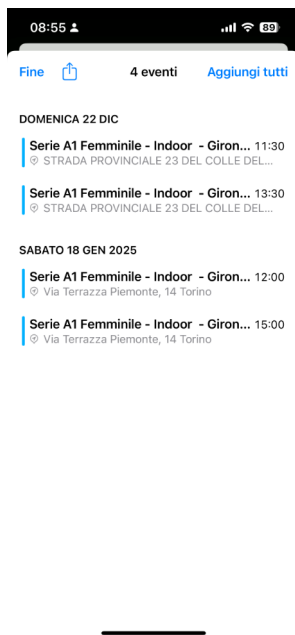 08:55
89
Fine
4 eventi
Aggiungi tutti
DOMENICA 22 DIC
Serie A1 Femminile - Indoor - Giron... 11:30
STRADA PROVINCIALE 23 DEL COLLE DEL...
Serie A1 Femminile - Indoor - Giron... 13:30
STRADA PROVINCIALE 23 DEL COLLE DEL...
SABATO 18 GEN 2025
Serie A1 Femminile - Indoor - Giron... 12:00
Via Terrazza Piemonte, 14 Torino
Serie A1 Femminile - Indoor - Giron... 15:00
Via Terrazza Piemonte, 14 Torino